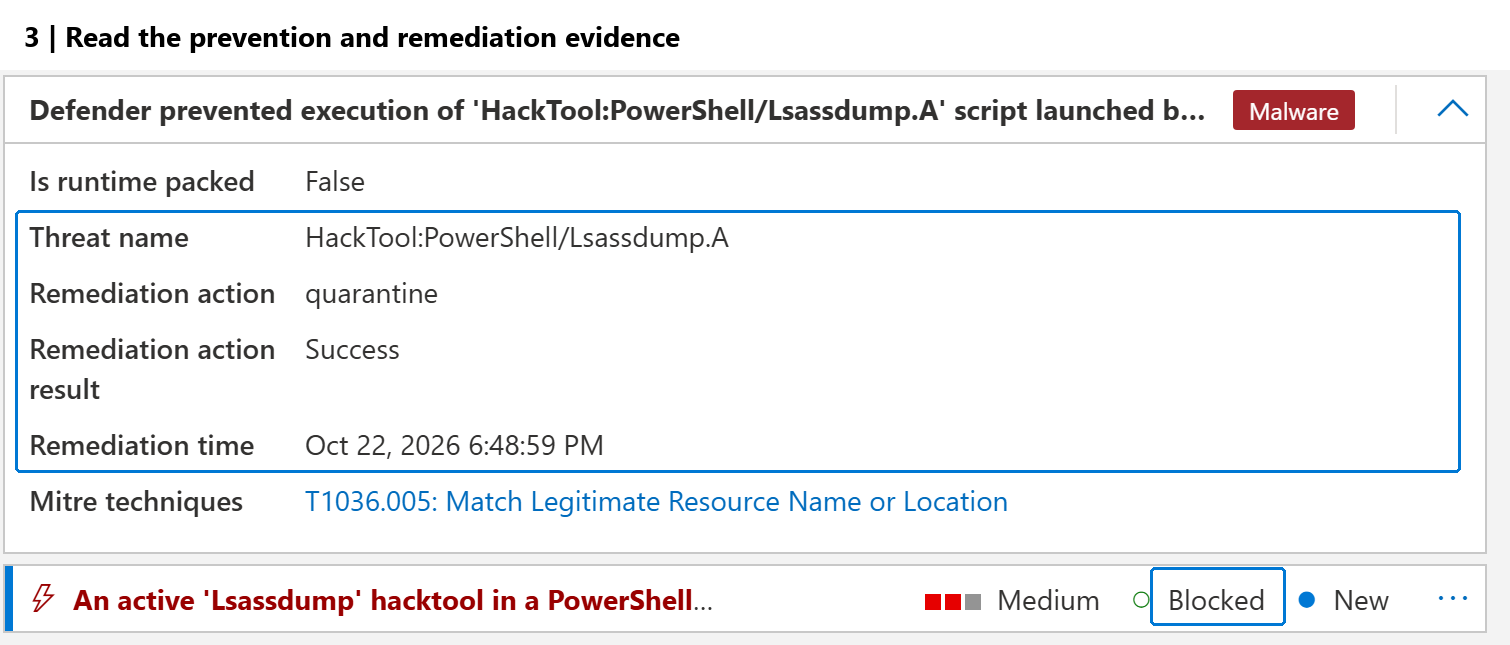 3 | Read the prevention and remediation evidence
Defender prevented execution of 'HackTool:PowerShell/Lsassdump.A' script launched b...
Malware
Is runtime packed False
Threat name HackTool:PowerShell/Lsassdump.A
Remediation action quarantine
Remediation action Success
result
Remediation time Oct 22, 2026 6:48:59 PM
Mitre techniques T1036.005: Match Legitimate Resource Name or Location
An active 'Lsassdump' hacktool in a PowerShell... Medium Blocked New ...